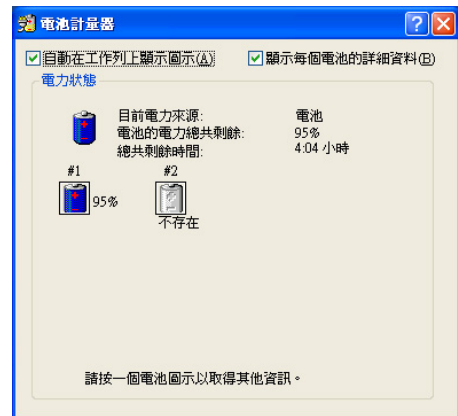 電池計量器
自動在工作列上顯示圖示(A) 顯示每個電池的詳細資料(B)
電力狀態
目前電力來源: 電池
電池的電力總共剩餘: 95%
總共剩餘時間: 4:04 小時
#1 #2
95%
不存在
請按一個電池圖示以取得其他資訊。